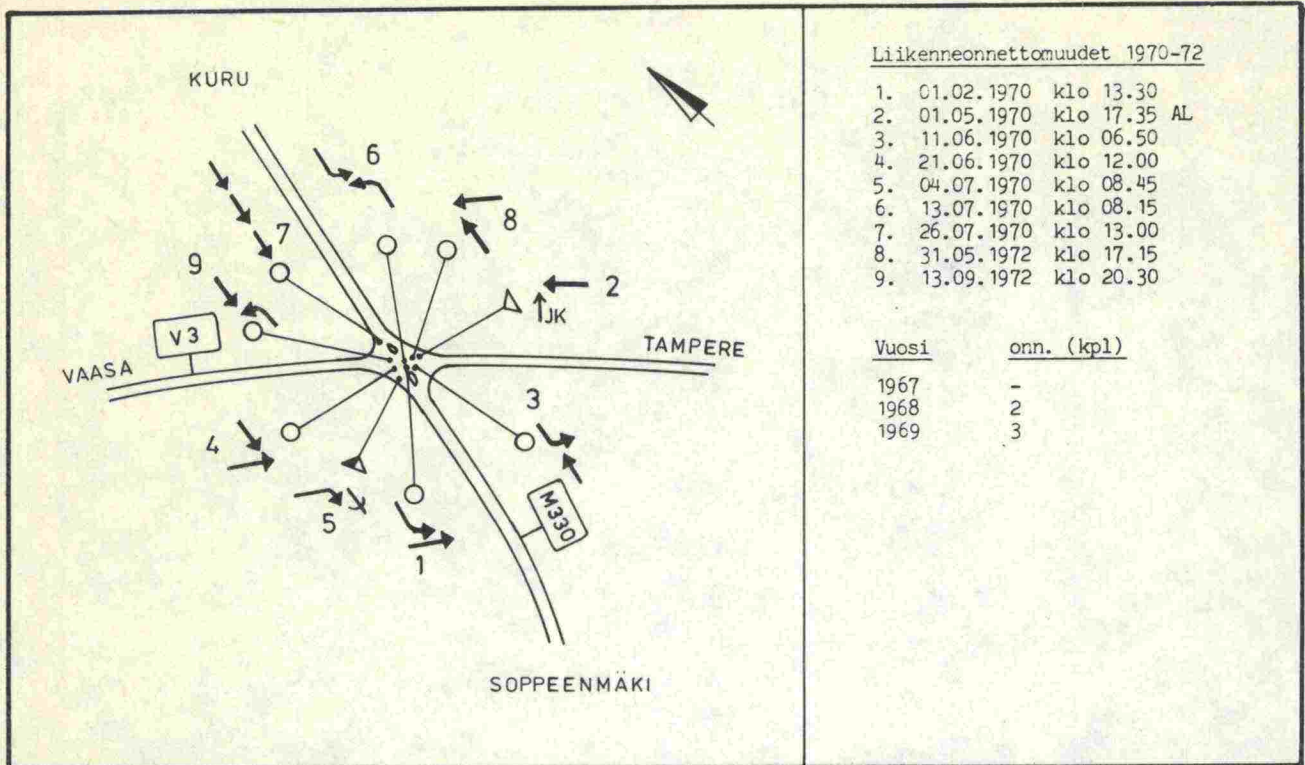 KURU
6
7
8
9
2
JK
V3
VAASA
TAMPERE
3
4
5
1
M330
SOPPEENMÄKI
Liikenneonnettomuudet 1970-72
1. 01.02.1970 klo 13.30
2. 01.05.1970 klo 17.35 AL
3. 11.06.1970 klo 06.50
4. 21.06.1970 klo 12.00
5. 04.07.1970 klo 08.45
6. 13.07.1970 klo 08.15
7. 26.07.1970 klo 13.00
8. 31.05.1972 klo 17.15
9. 13.09.1972 klo 20.30
Vuosi onn. (kpl)
1967 -
1968 2
1969 3